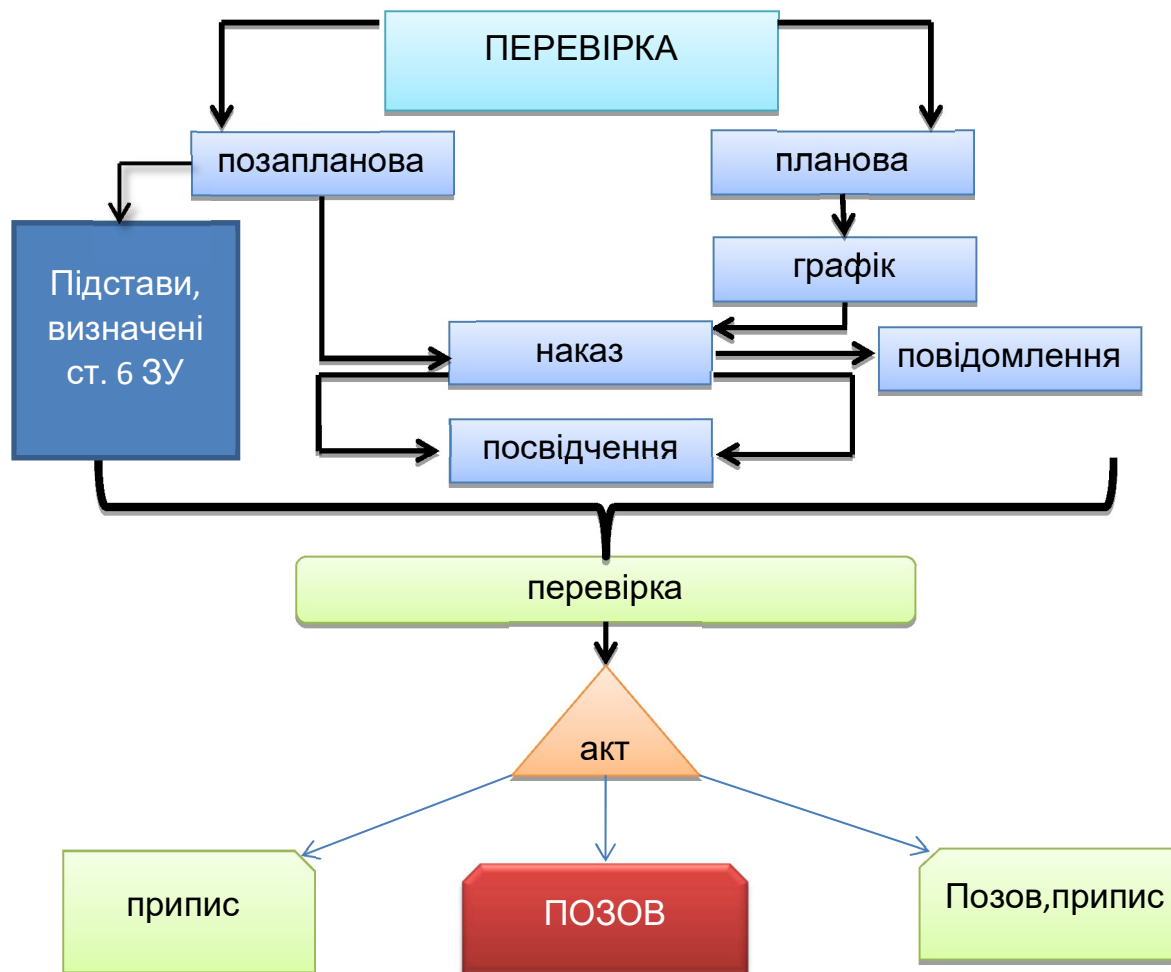 ПЕРЕВІРКА
позапланова
планова
Підстави,
визначені
ст. 6 ЗУ
графік
наказ
повідомлення
посвідчення
перевірка
акт
припис
ПОЗОВ
Позов,припис